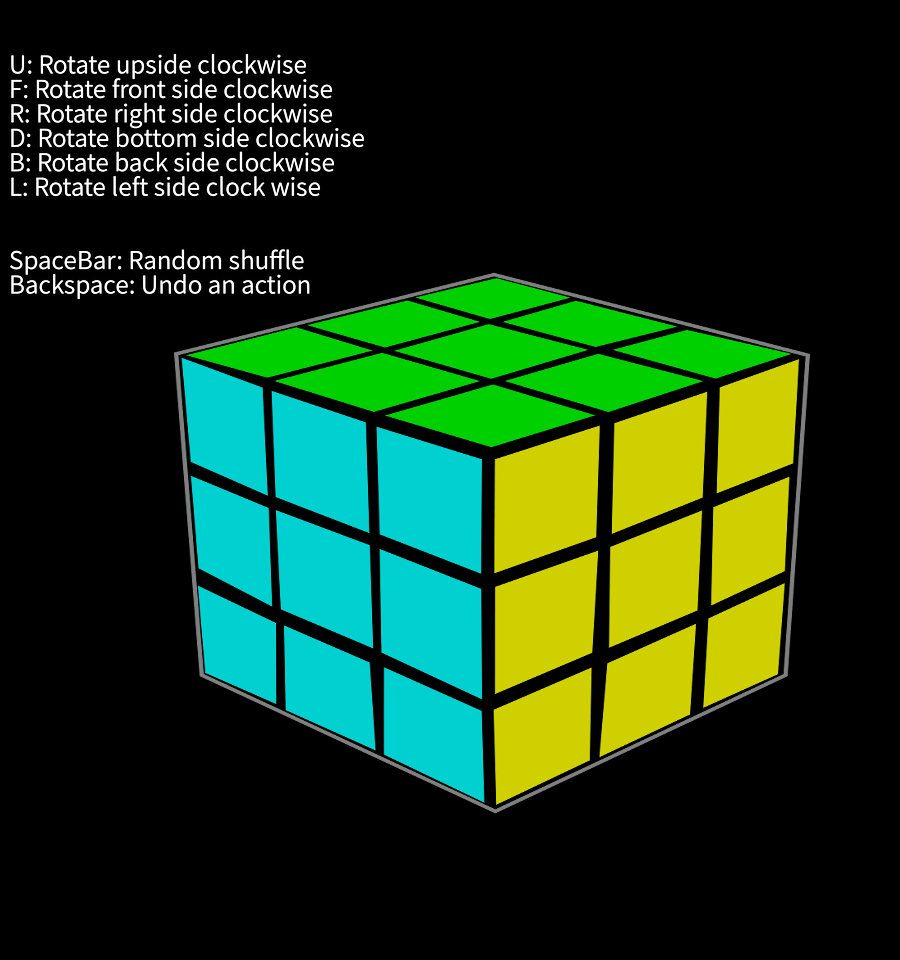 U: Rotate upside clockwise
F: Rotate front side clockwise
R: Rotate right side clockwise
D: Rotate bottom side clockwise
B: Rotate back side clockwise
L: Rotate left side clock wise
SpaceBar: Random shuffle
Backspace: Undo an action